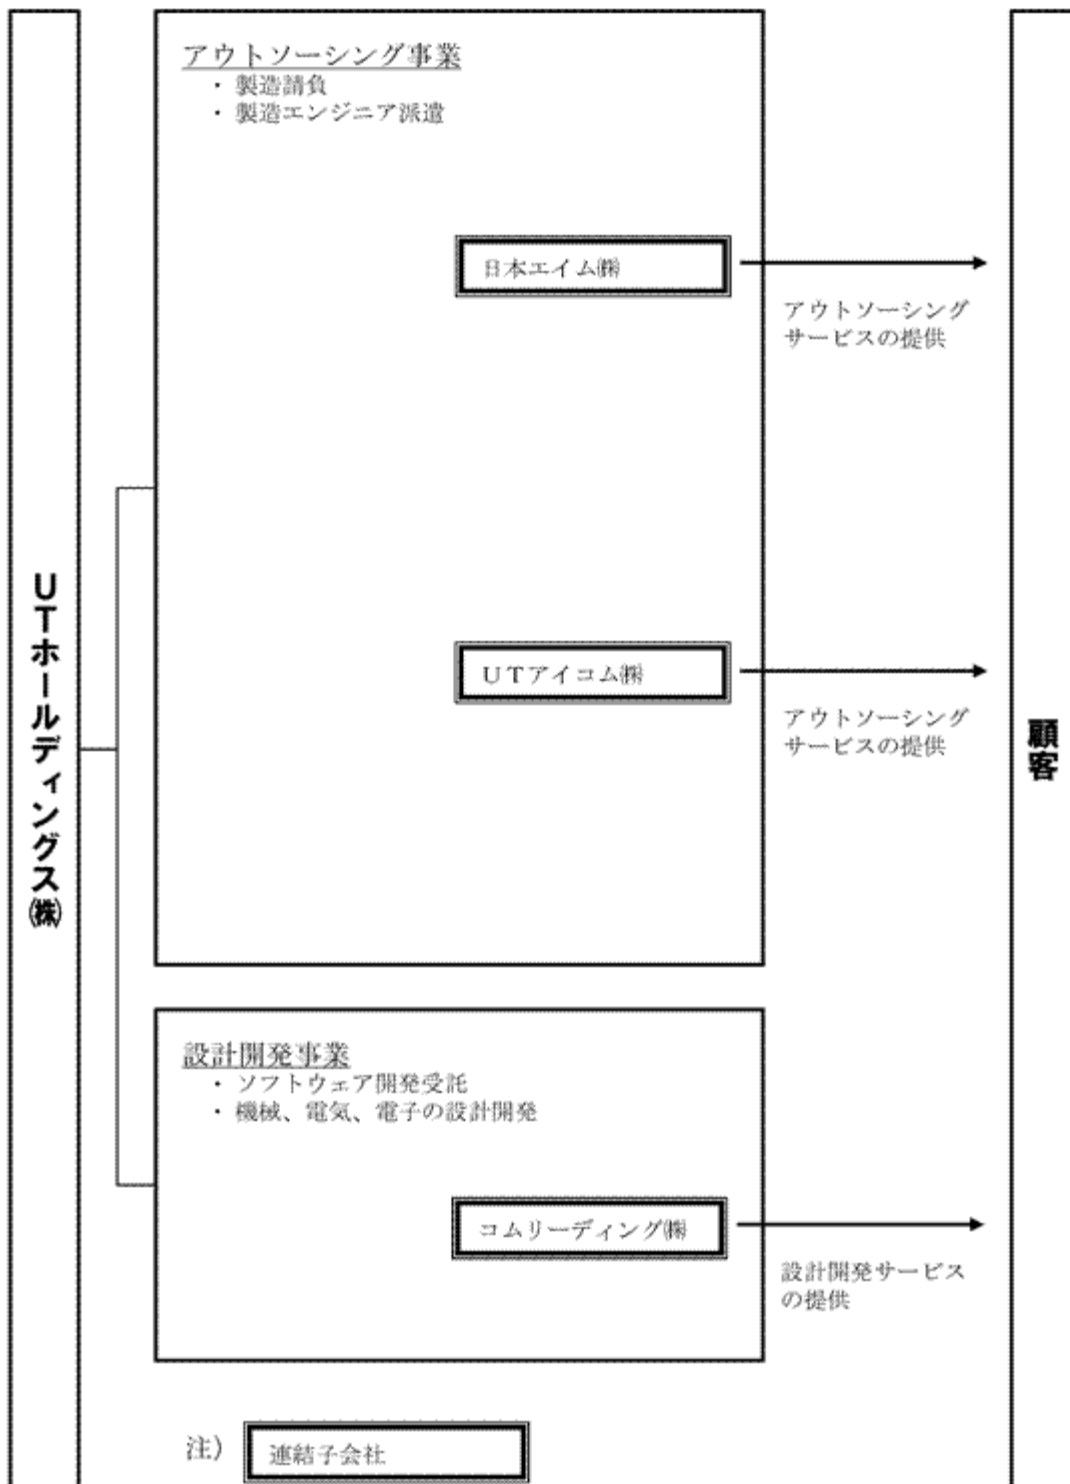 UTホールディングス㈱
アウトソーシング事業
・ 製造請負
・ 製造エンジニア派遣
日本エイム㈱
アウトソーシング
サービスの提供
UTアイコム㈱
アウトソーシング
サービスの提供
設計開発事業
・ ソフトウェア開発受託
・ 機械、電気、電子の設計開発
コムリーディング㈱
設計開発サービス
の提供
顧客
注）
連結子会社